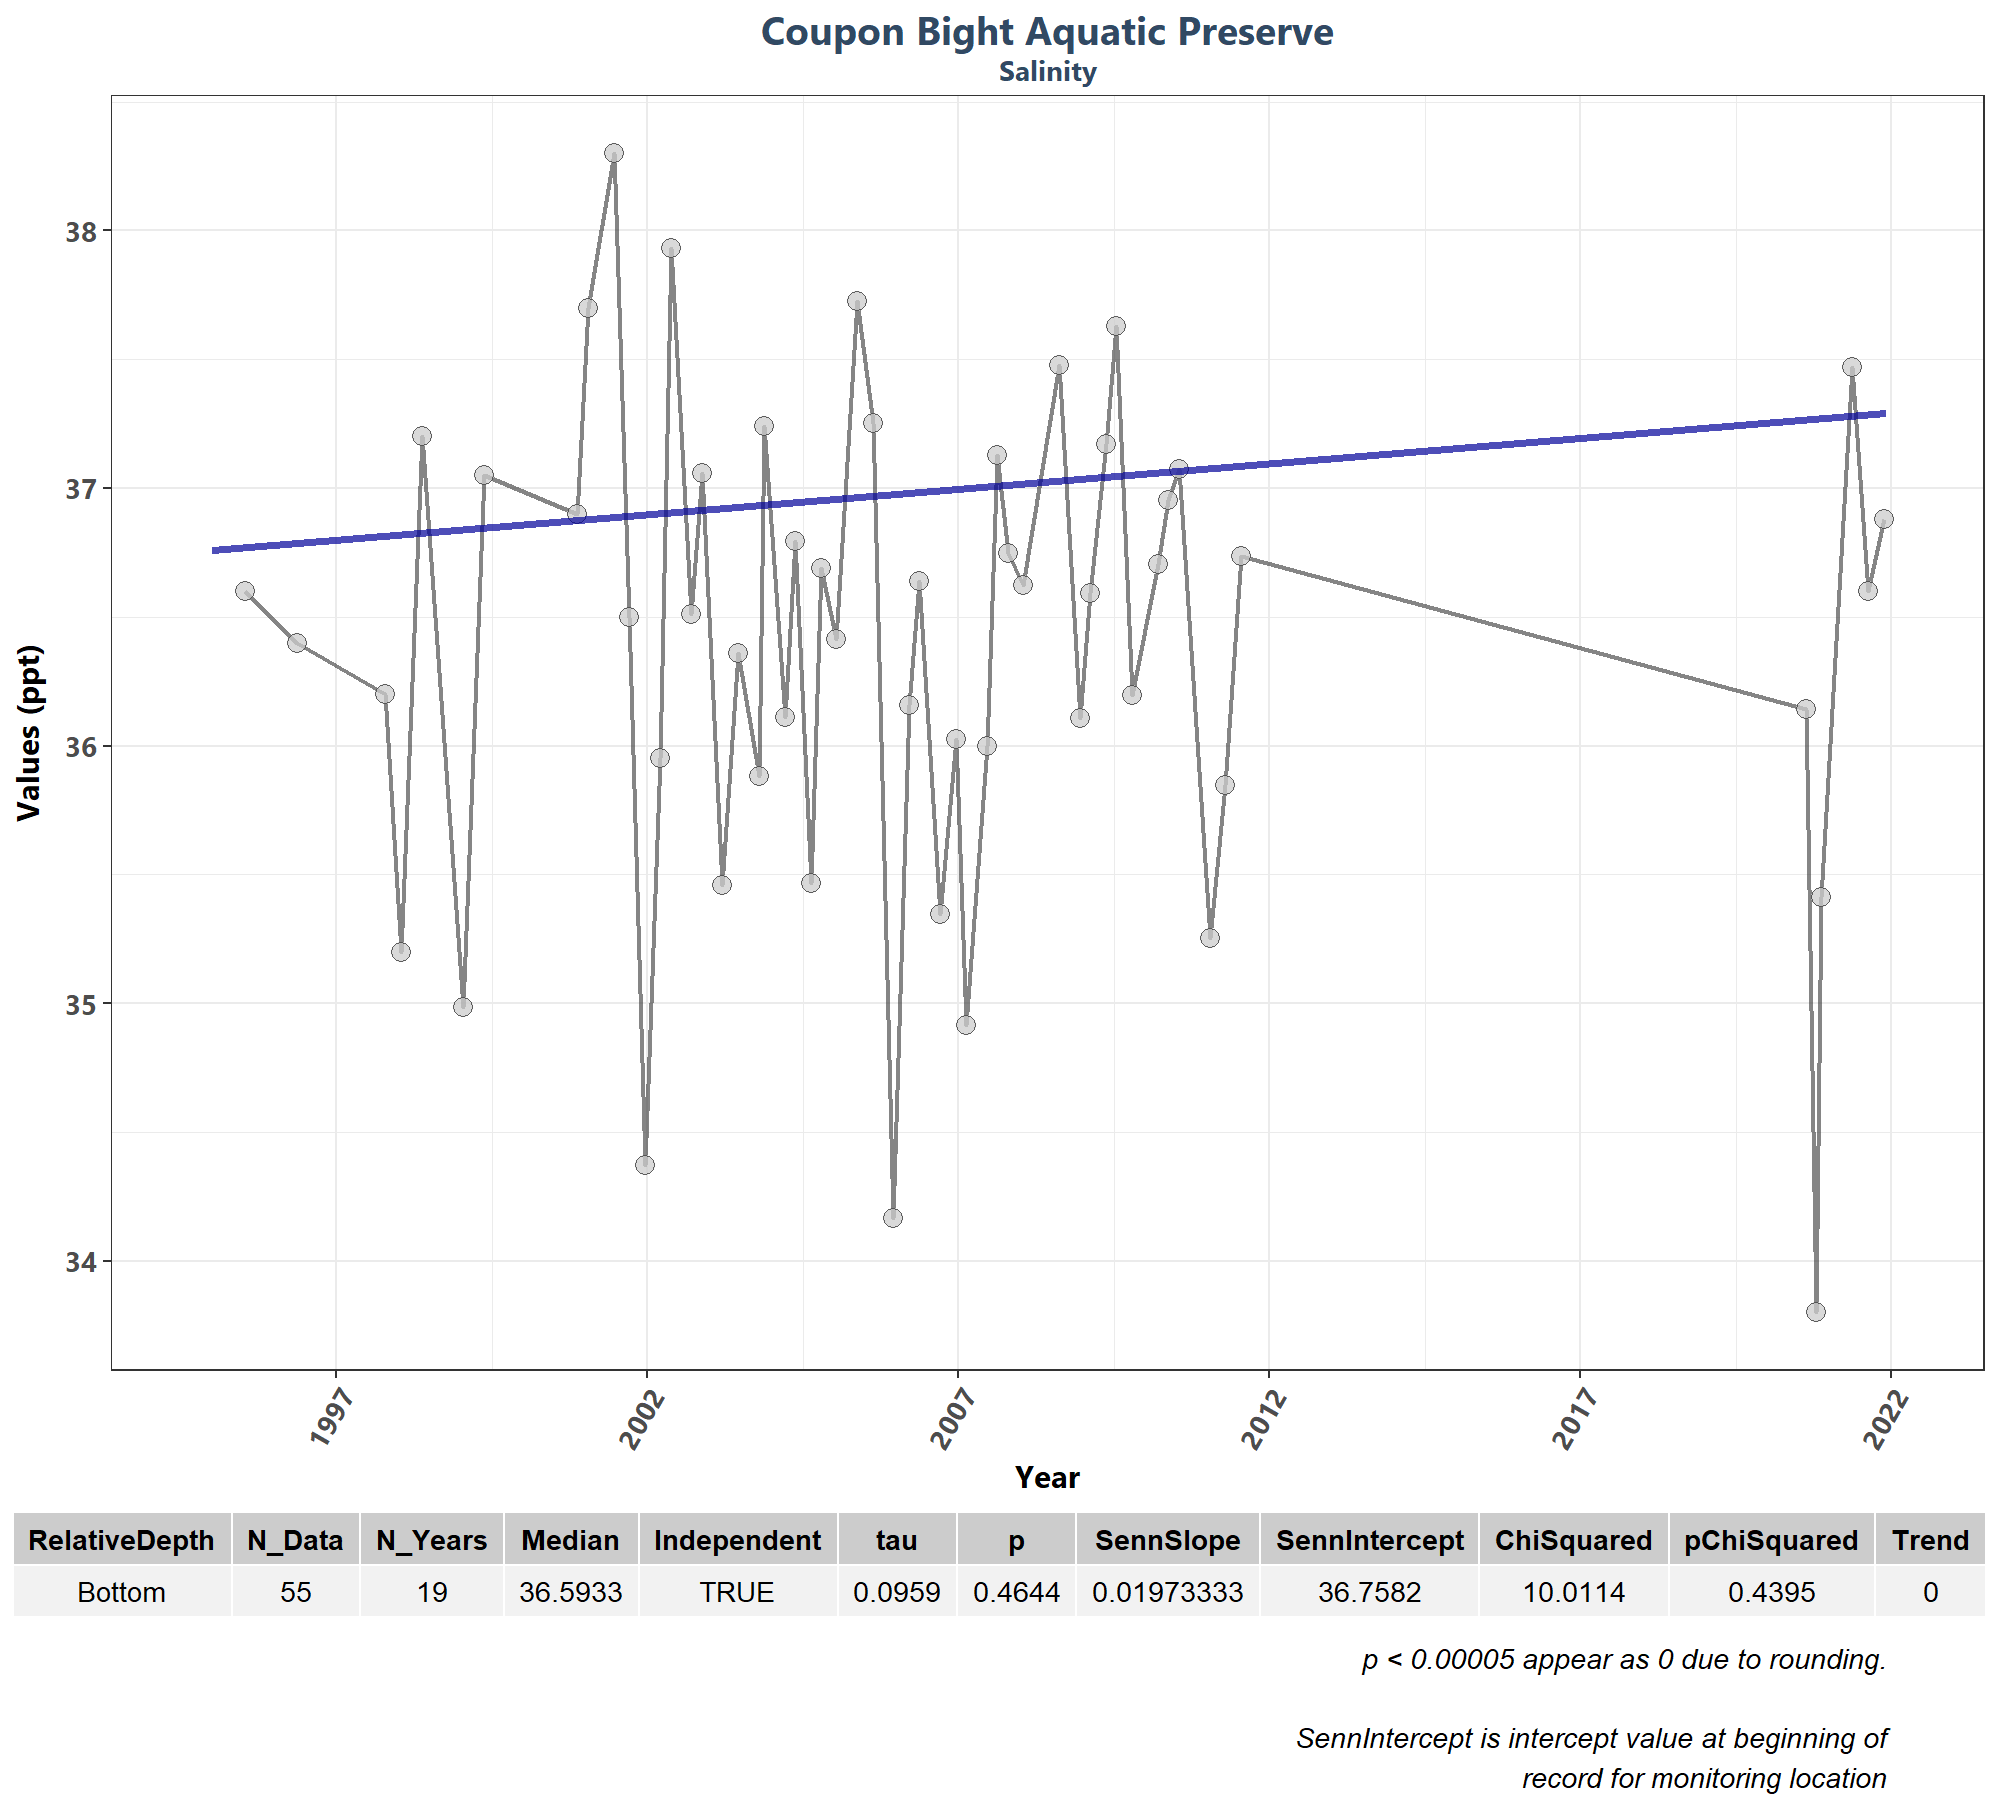 Coupon Bight Aquatic Preserve
Salinity
38
37
36
35
34
Values (ppt)
1997
2002
2007
2012
2017
2022
Year
RelativeDepth N_Data N_Years Median Independent tau p SennSlope SennIntercept ChiSquared pChiSquared Trend
Bottom 55 19 36.5933 TRUE 0.0959 0.4644 0.01973333 36.7582 10.0114 0.4395 0
p < 0.00005 appear as 0 due to rounding.
SennIntercept is intercept value at beginning of
record for monitoring location